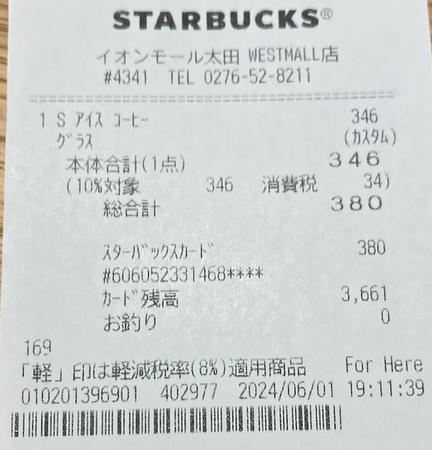 STARBUCKS®
イオンモール太田 WESTMALL店
#4341 TEL 0276-52-8211
1 S ｱｲｽ ｺｰﾋｰ 346
ｸﾞﾗｽ (ｶｽﾀﾑ)
本体合計(1点) 346
(10%対象 346 消費税 34)
総合計 380
ｽﾀｰﾊﾞｯｸｽｶｰﾄﾞ 380
#606052331468****
ｶｰﾄﾞ残高 3,661
お釣り 0
169
「軽」印は軽減税率(8%)適用商品 For Here
010201396901 402977 2024/06/01 19:11:39